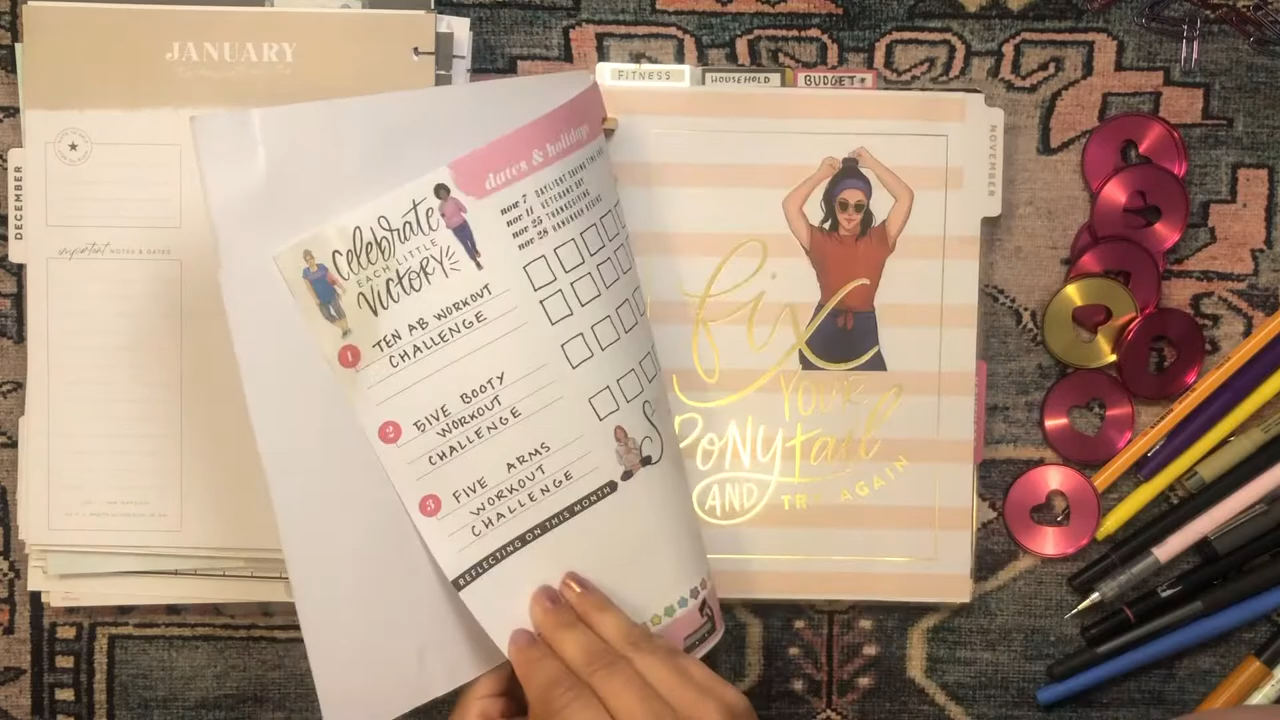 JANUARY
DECEMBER
important NOTES & DATES
dates & holidays
nov 7 DAYLIGHT SAVING TIME ENDS
nov 11 VETERANS DAY
nov 25 THANKSGIVING
nov 28 HANUKKAH BEGINS
Celebrate
EACH LITTLE
Victory
1 TEN AB WORKOUT
CHALLENGE
2 5IVE BOOTY
WORKOUT
CHALLENGE
3 FIVE ARMS
WORKOUT
CHALLENGE
REFLECTING ON THIS MONTH
FITNESS
HOUSEHOLD
BUDGET
NOVEMBER
fix
YOUR
PONYtail
AND
TRY AGAIN